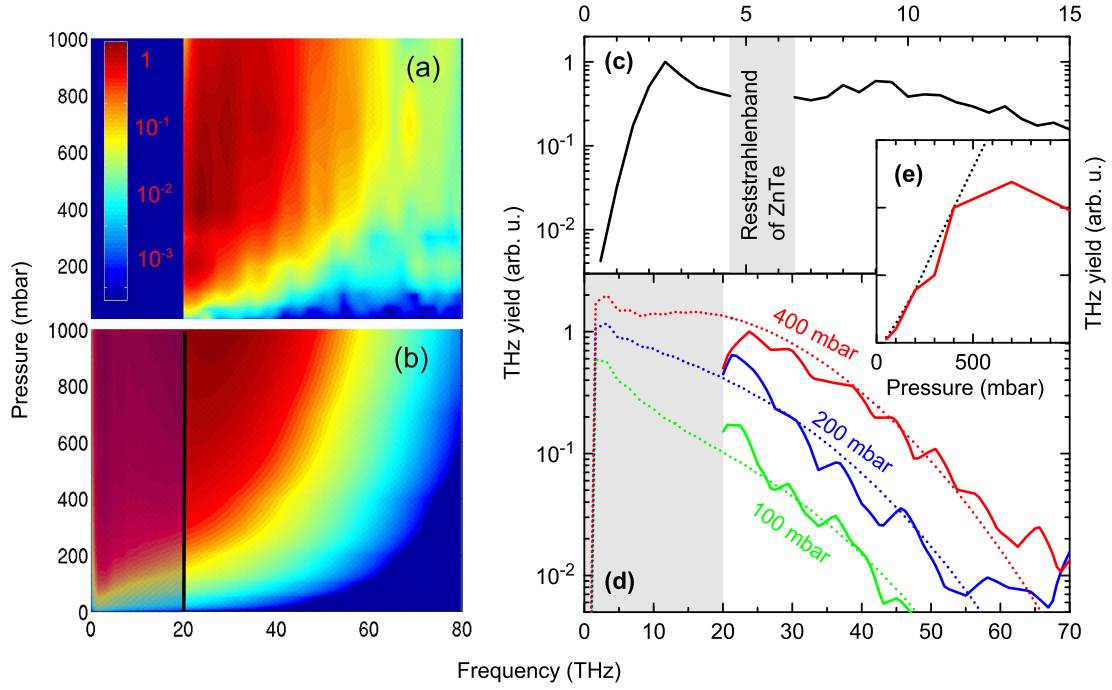 0 5 10 15
1000
800
600
400
200
(a)
1
10-1
10-2
10-3
1000
800
600
400
200
0
(b)
0 20 40 60 80
Pressure (mbar)
Frequency (THz)
THz yield (arb. u.)
1
10-1
10-2
(c)
Reststrahlenband
of ZnTe
(e)
0 500
Pressure (mbar)
THz yield (arb. u.)
1
10-1
10-2
400 mbar
200 mbar
100 mbar
(d)
0 10 20 30 40 50 60 70